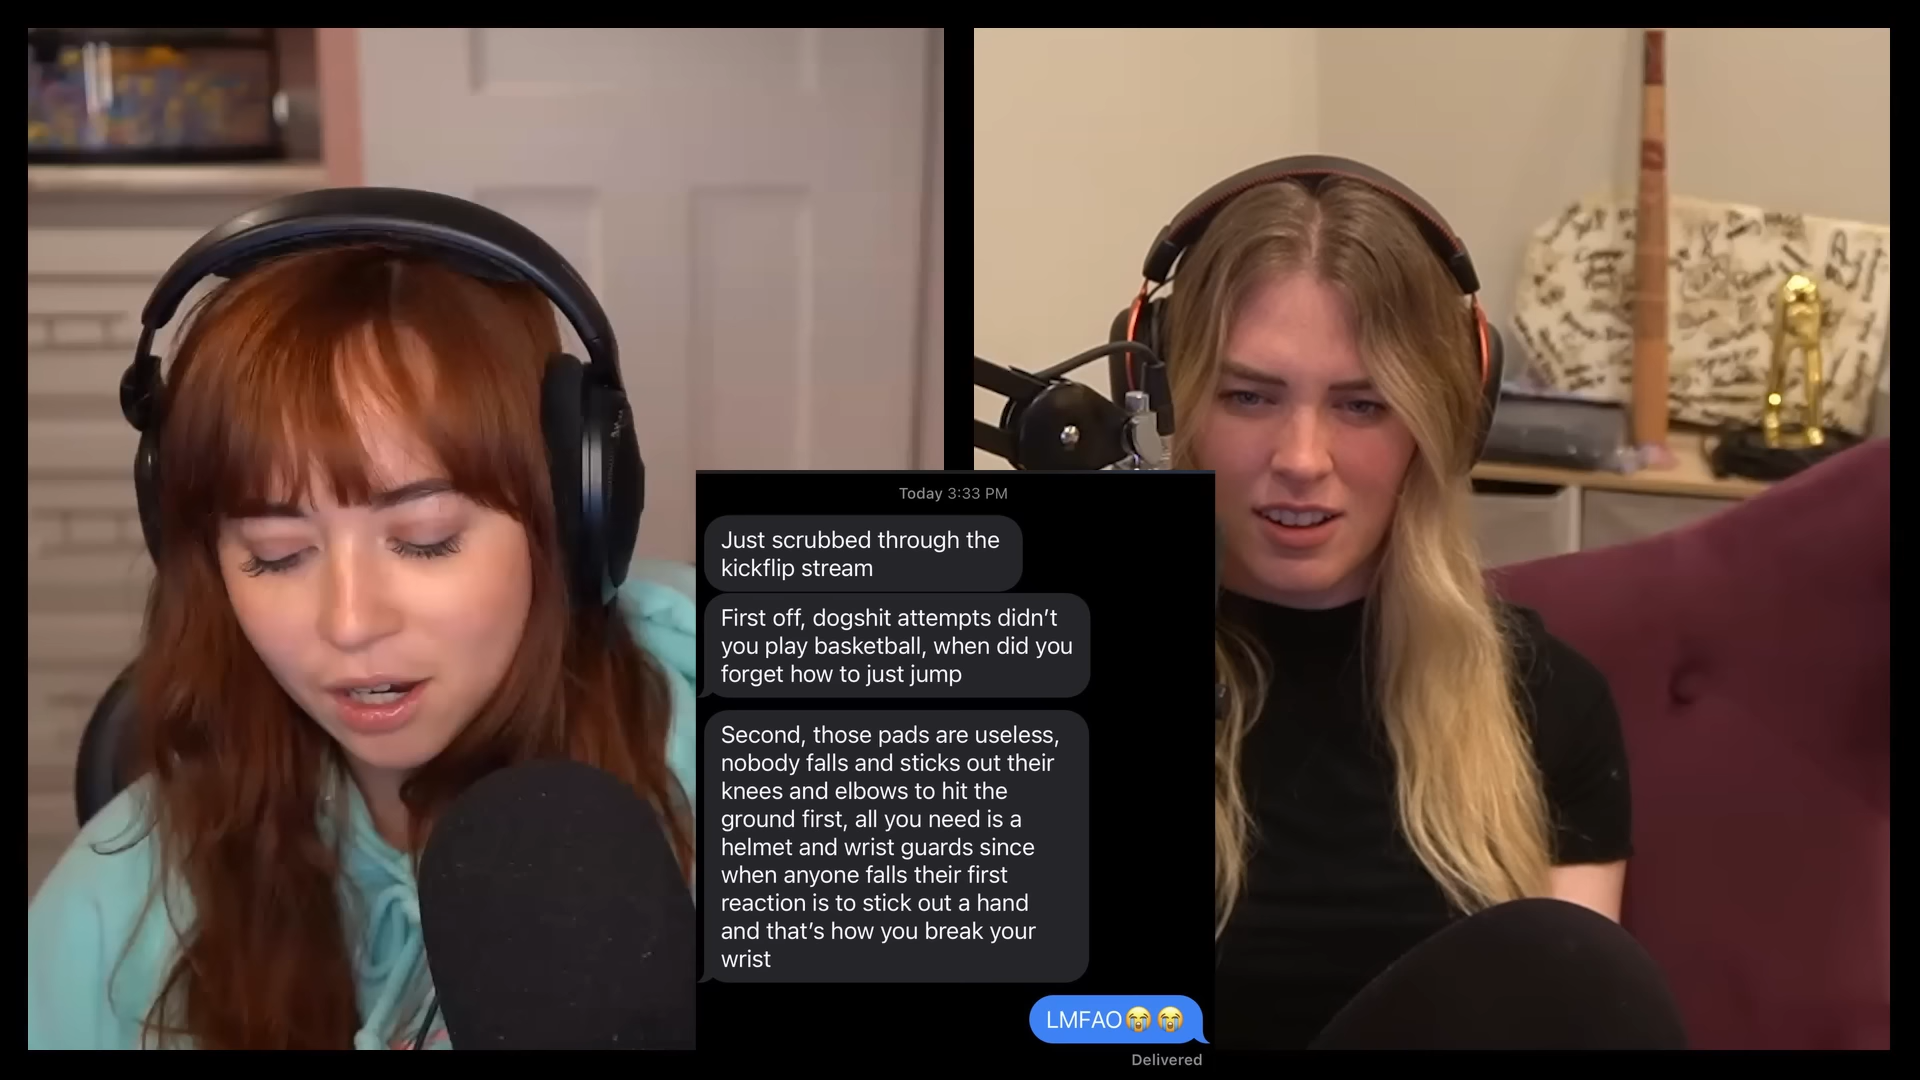 Today 3:33 PM
Just scrubbed through the
kickflip stream
First off, dogshit attempts didn’t
you play basketball, when did you
forget how to just jump
Second, those pads are useless,
nobody falls and sticks out their
knees and elbows to hit the
ground first, all you need is a
helmet and wrist guards since
when anyone falls their first
reaction is to stick out a hand
and that’s how you break your
wrist
LMFAO😭😭
Delivered